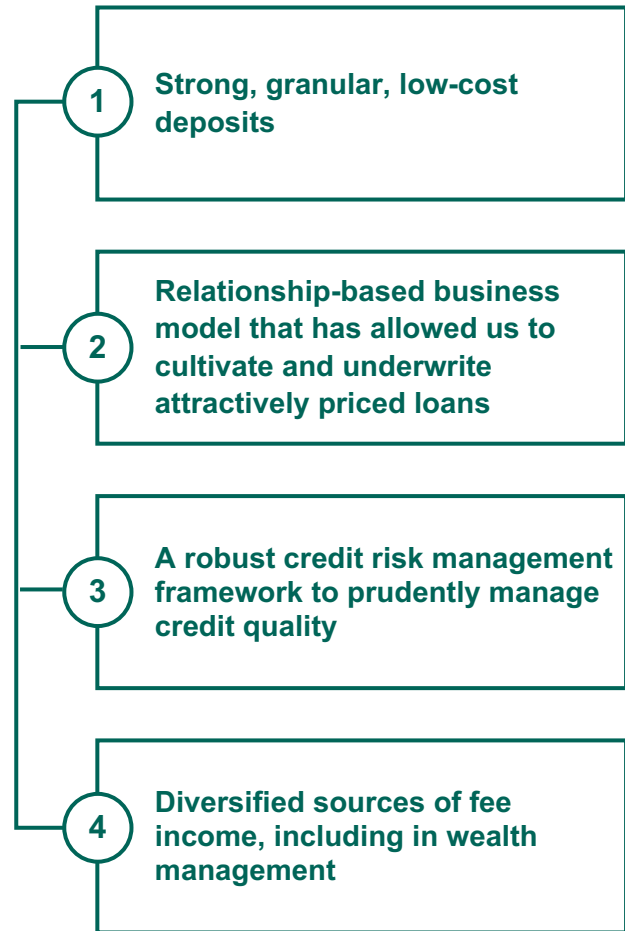 1
Strong, granular, low-cost
deposits
2
Relationship-based business
model that has allowed us to
cultivate and underwrite
attractively priced loans
3
A robust credit risk management
framework to prudently manage
credit quality
4
Diversified sources of fee
income, including in wealth
management